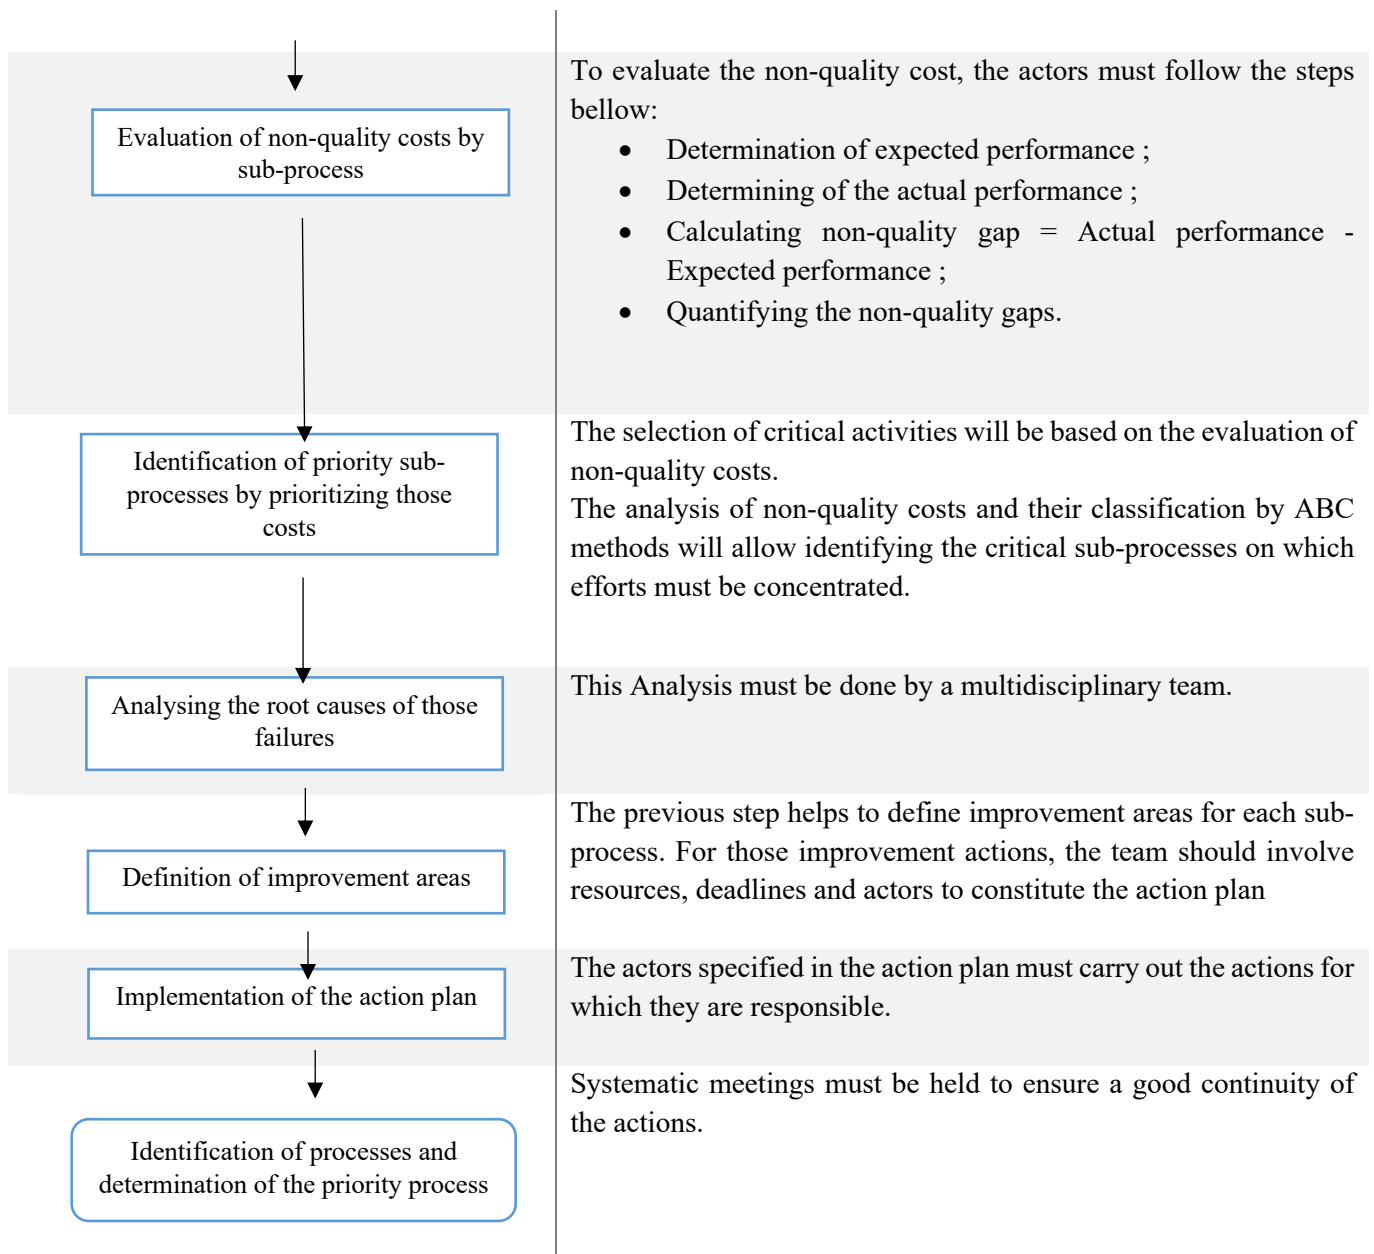 Evaluation of non-quality costs by
sub-process
To evaluate the non-quality cost, the actors must follow the steps
bellow:
• Determination of expected performance ;
• Determining of the actual performance ;
• Calculating non-quality gap = Actual performance -
Expected performance ;
• Quantifying the non-quality gaps.
Identification of priority sub-
processes by prioritizing those
costs
The selection of critical activities will be based on the evaluation of
non-quality costs.
The analysis of non-quality costs and their classification by ABC
methods will allow identifying the critical sub-processes on which
efforts must be concentrated.
Analysing the root causes of those
failures
This Analysis must be done by a multidisciplinary team.
Definition of improvement areas
The previous step helps to define improvement areas for each sub-
process. For those improvement actions, the team should involve
resources, deadlines and actors to constitute the action plan
Implementation of the action plan
The actors specified in the action plan must carry out the actions for
which they are responsible.
Identification of processes and
determination of the priority process
Systematic meetings must be held to ensure a good continuity of
the actions.